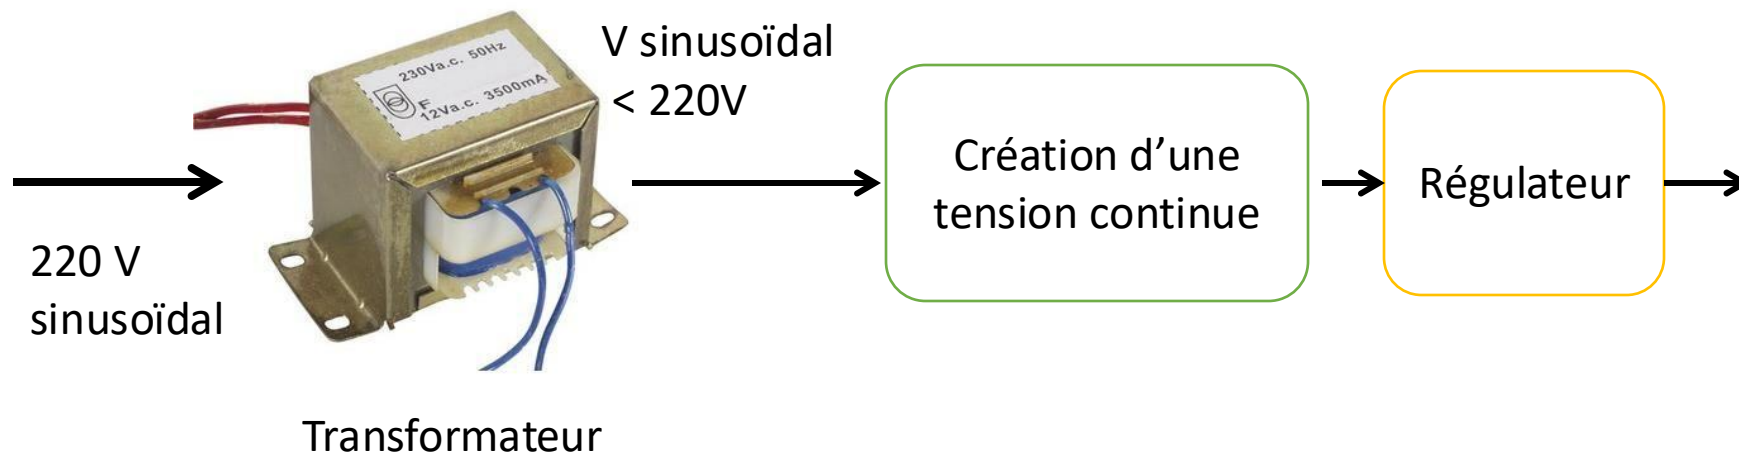 220 V
sinusoïdal
230Va.c. 50Hz
F
12Va.c. 3500mA
Transformateur
V sinusoïdal
< 220V
Création d’une
tension continue
Régulateur